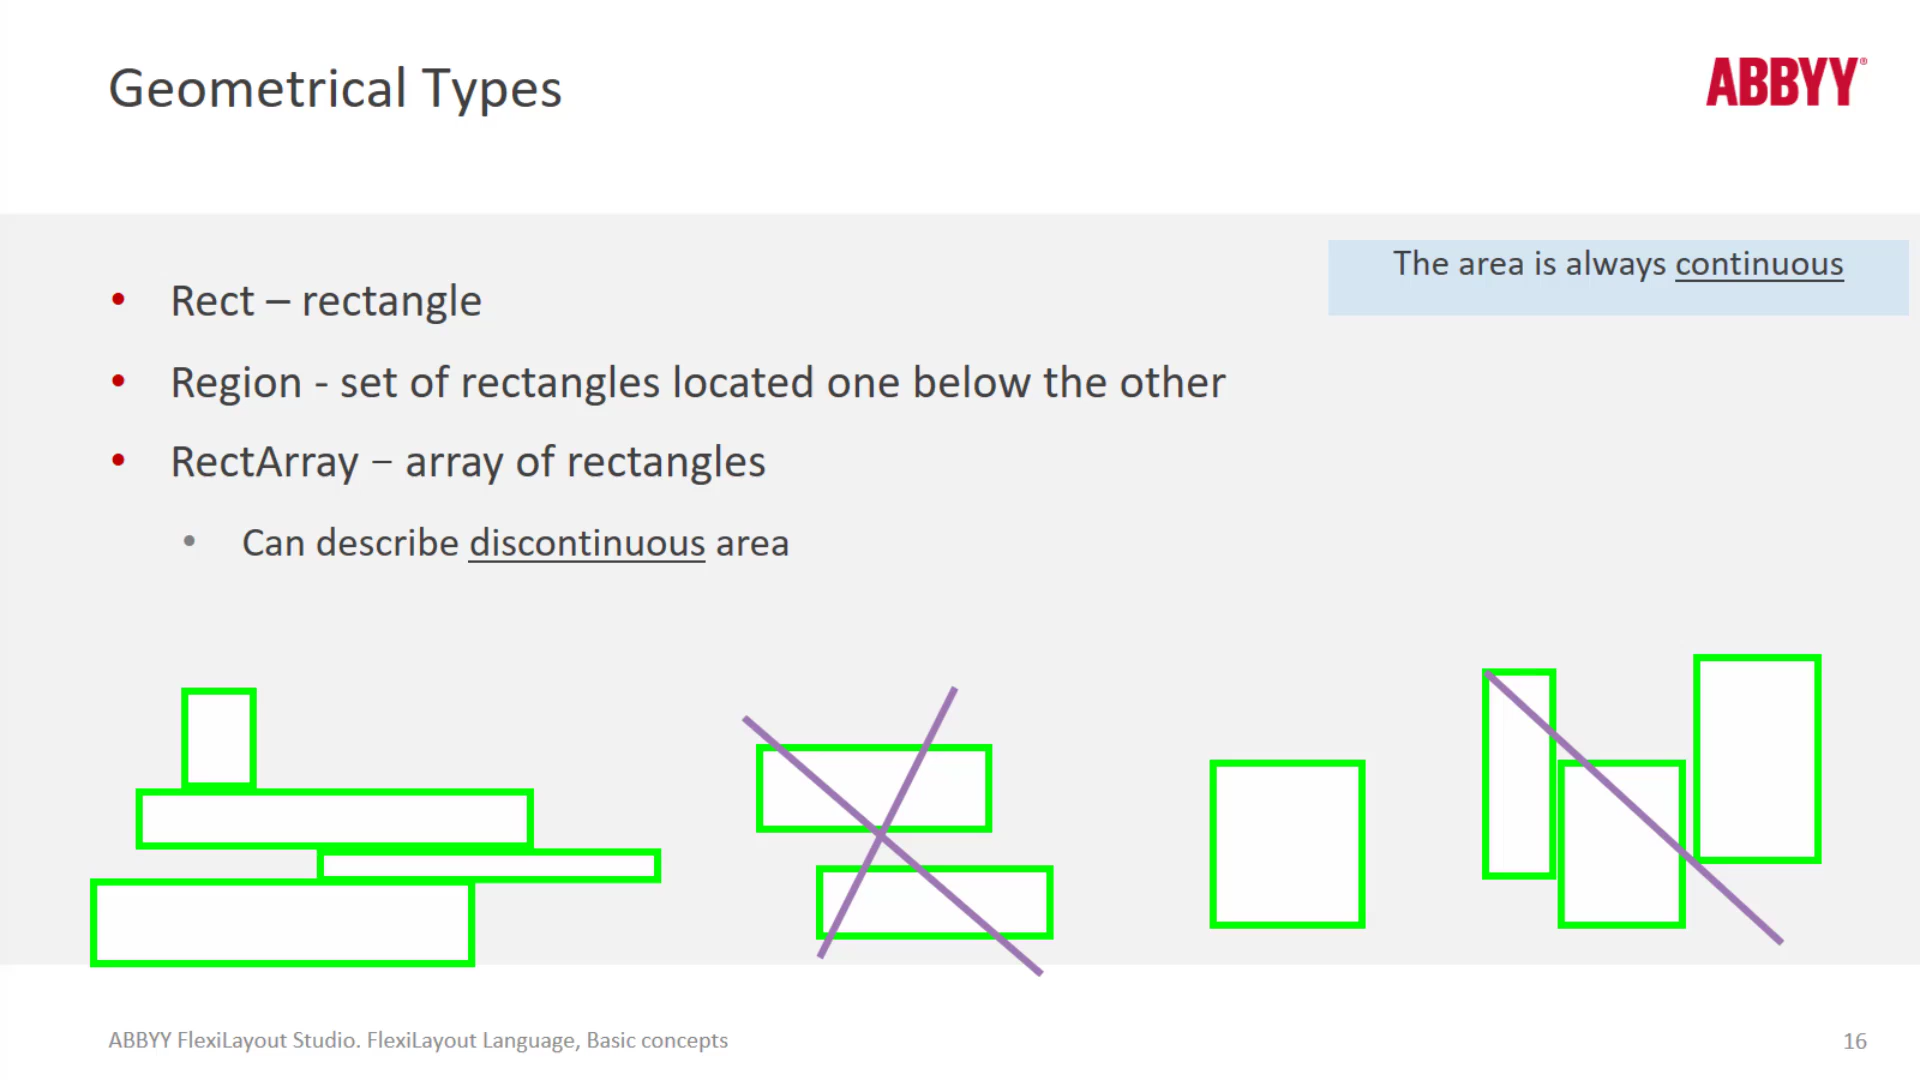 Geometrical Types
ABBYY®
The area is always continuous
• Rect – rectangle
• Region - set of rectangles located one below the other
• RectArray – array of rectangles
• Can describe discontinuous area
ABBYY FlexiLayout Studio. FlexiLayout Language, Basic concepts
16